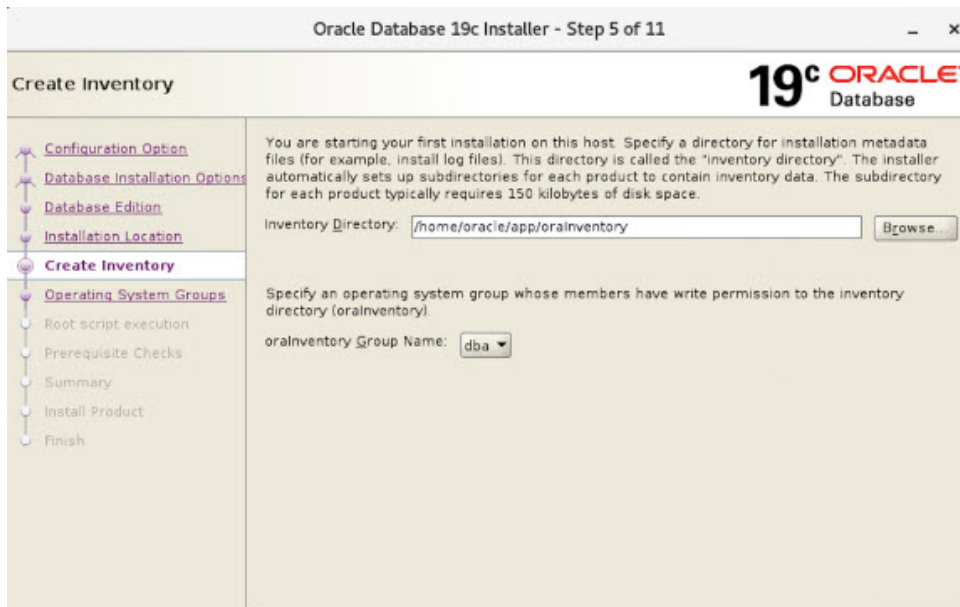 Oracle Database 19c Installer - Step 5 of 11
Create Inventory
19c ORACLE
Database
Configuration Option
Database Installation Options
Database Edition
Installation Location
Create Inventory
Operating System Groups
Root script execution
Prerequisite Checks
Summary
Install Product
Finish
You are starting your first installation on this host. Specify a directory for installation metadata
files (for example, install log files). This directory is called the "inventory directory". The installer
automatically sets up subdirectories for each product to contain inventory data. The subdirectory
for each product typically requires 150 kilobytes of disk space.
Inventory Directory: /home/oracle/app/oraInventory Browse...
Specify an operating system group whose members have write permission to the inventory
directory (oraInventory).
oraInventory Group Name: dba